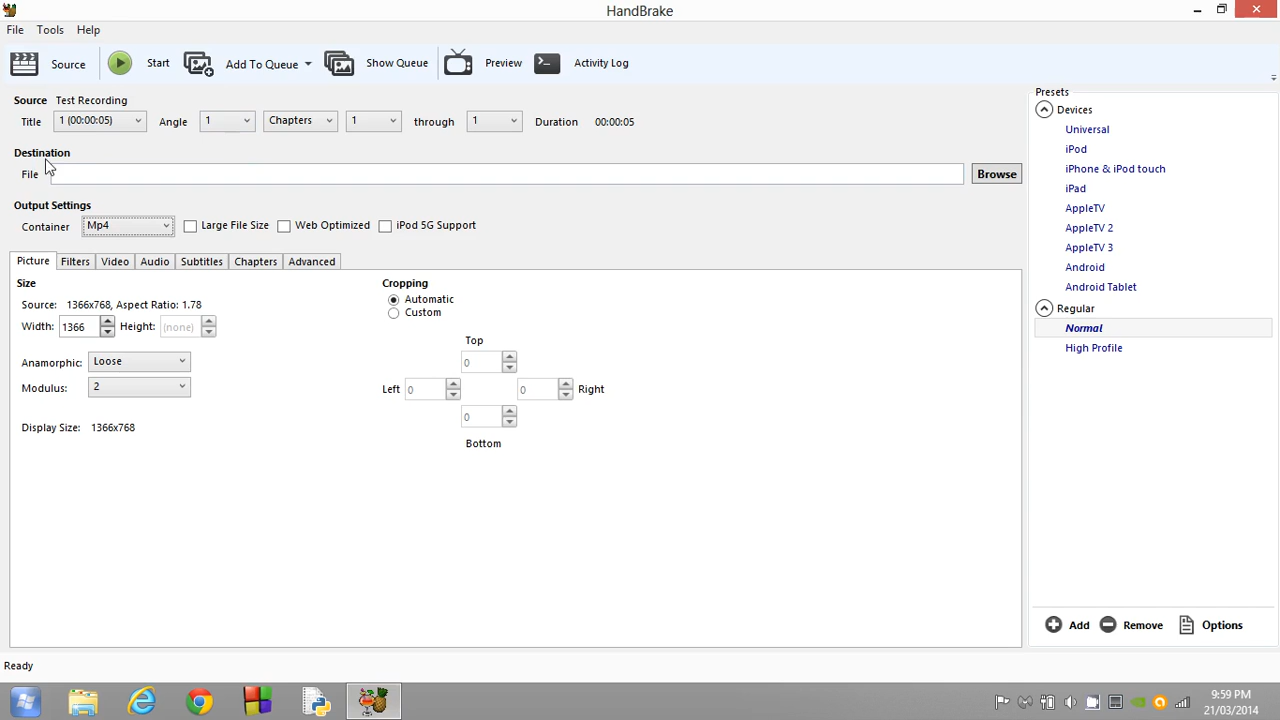 HandBrake
File Tools Help
Source Start Add To Queue Show Queue Preview Activity Log
Source Test Recording
Title 1 (00:00:05) Angle 1 Chapters 1 through 1 Duration 00:00:05
Destination
File Browse
Output Settings
Container Mp4 Large File Size Web Optimized iPod 5G Support
Picture Filters Video Audio Subtitles Chapters Advanced
Size
Source: 1366x768, Aspect Ratio: 1.78
Width: 1366 Height: (none)
Anamorphic: Loose
Modulus: 2
Display Size: 1366x768
Cropping
Automatic
Custom
Top
0
Left 0 0 Right
0
Bottom
Presets
Devices
Universal
iPod
iPhone & iPod touch
iPad
AppleTV
AppleTV 2
AppleTV 3
Android
Android Tablet
Regular
Normal
High Profile
Add Remove Options
Ready
9:59 PM
21/03/2014